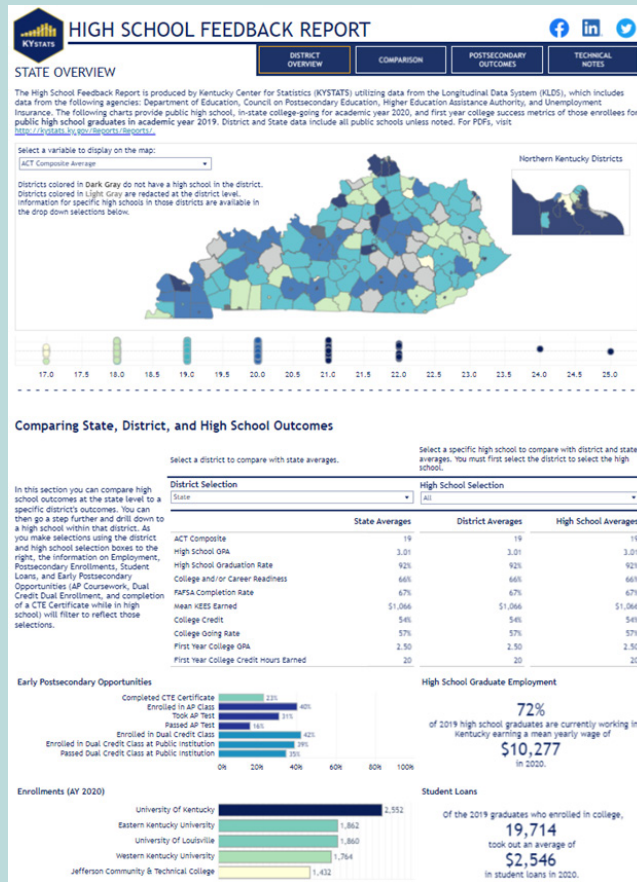 KYSTATS
HIGH SCHOOL FEEDBACK REPORT
DISTRICT OVERVIEW
COMPARISON
POSTSECONDARY OUTCOMES
TECHNICAL NOTES
STATE OVERVIEW
The High School Feedback Report is produced by Kentucky Center for Statistics (KYSTATS) utilizing data from the Longitudinal Data System (KLDS), which includes
data from the following agencies: Department of Education, Council on Postsecondary Education, Higher Education Assistance Authority, and Unemployment
Insurance. The following charts provide public high school, in-state college-going for academic year 2020, and first year college success metrics of those enrollees for
public high school graduates in academic year 2019. District and State data include all public schools unless noted. For PDFs, visit
http://kystats.ky.gov/Reports/Reports/.
Select a variable to display on the map:
ACT Composite Average
Northern Kentucky Districts
Districts colored in Dark Gray do not have a high school in the district.
Districts colored in Light Gray are redacted at the district level.
Information for specific high schools in those districts are available in
the drop down selections below.
17.0 17.5 18.0 18.5 19.0 19.5 20.0 20.5 21.0 21.5 22.0 22.5 23.0 23.5 24.0 24.5 25.0
Comparing State, District, and High School Outcomes
Select a district to compare with state averages.
Select a specific high school to compare with district and state
averages. You must first select the district to select the high
school.
In this section you can compare high
school outcomes at the state level to a
specific district's outcomes. You can
then go a step further and drill down to
a high school within that district. As
you make selections using the district
and high school selection boxes to the
right, the information on Employment,
Postsecondary Enrollments, Student
Loans, and Early Postsecondary
Opportunities (AP Coursework, Dual
Credit Dual Enrollment, and completion
of a CTE Certificate while in high
school) will filter to reflect those
selections.
District Selection
State
High School Selection
All
State Averages District Averages High School Averages
ACT Composite 19 19 19
High School GPA 3.01 3.01 3.01
High School Graduation Rate 92% 92% 92%
College and/or Career Readiness 66% 66% 66%
FAFSA Completion Rate 67% 67% 67%
Mean KEES Earned $1,066 $1,066 $1,066
College Credit 54% 54% 54%
College Going Rate 57% 57% 57%
First Year College GPA 2.50 2.50 2.50
First Year College Credit Hours Earned 20 20 20
Early Postsecondary Opportunities
Completed CTE Certificate 23%
Enrolled in AP Class 40%
Took AP Test 31%
Passed AP Test 16%
Enrolled in Dual Credit Class 42%
Enrolled in Dual Credit Class at Public Institution 39%
Passed Dual Credit Class at Public Institution 35%
0% 20% 40% 60% 80% 100%
High School Graduate Employment
72%
of 2019 high school graduates are currently working in
Kentucky earning a mean yearly wage of
$10,277
in 2020.
Enrollments (AY 2020)
University Of Kentucky 2,552
Eastern Kentucky University 1,862
University Of Louisville 1,860
Western Kentucky University 1,764
Jefferson Community & Technical College 1,432
Student Loans
Of the 2019 graduates who enrolled in college,
19,714
took out an average of
$2,546
in student loans in 2020.